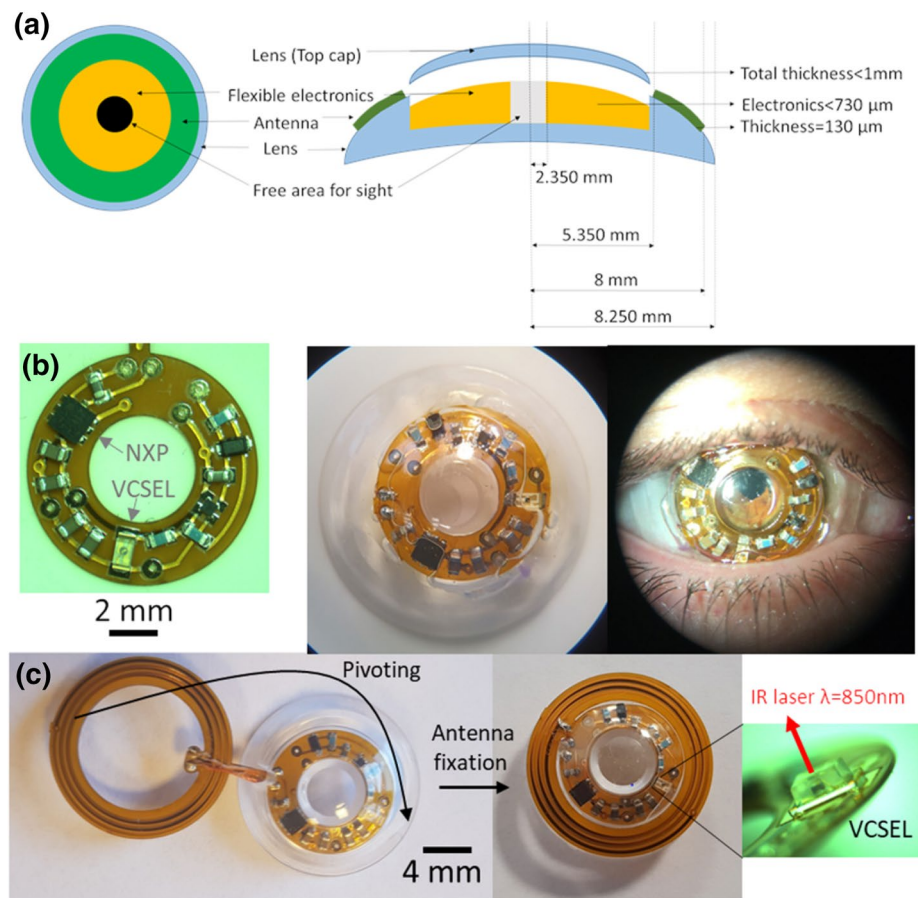 (a)
Lens (Top cap)
Flexible electronics
Antenna
Lens
Free area for sight
Total thickness<1mm
Electronics<730 µm
Thickness=130 µm
2.350 mm
5.350 mm
8 mm
8.250 mm
(b)
NXP
VCSEL
2 mm
(c)
Pivoting
Antenna
fixation
4 mm
IR laser λ=850nm
VCSEL